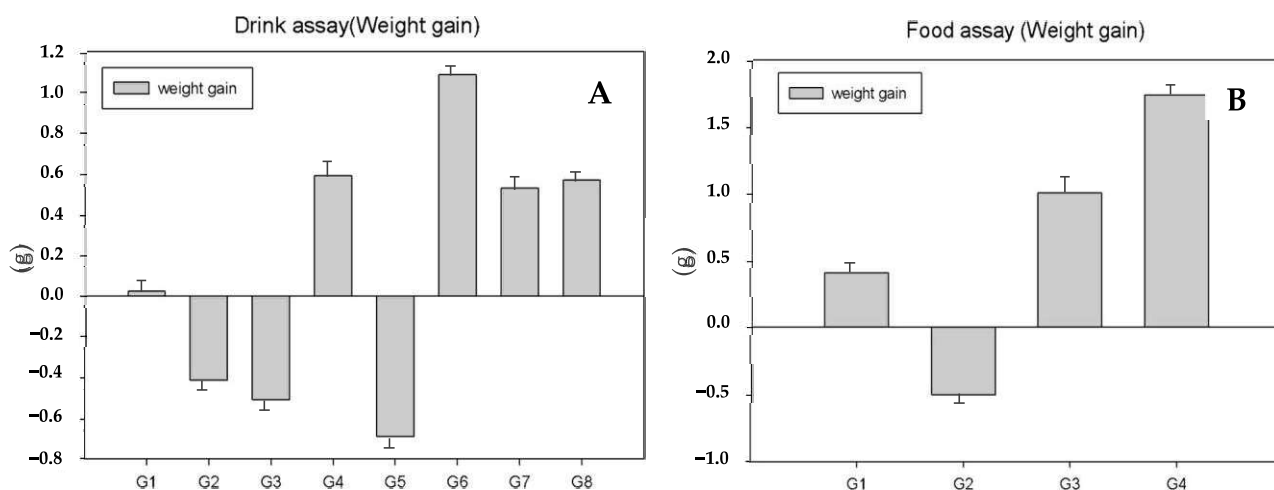 Drink assay(Weight gain)
1.2
1.0
0.8
0.6
0.4
0.2
0.0
−0.2
−0.4
−0.6
−0.8
(g)
weight gain
A
G1 G2 G3 G4 G5 G6 G7 G8
Food assay (Weight gain)
2.0
1.5
1.0
0.5
0.0
−0.5
−1.0
(g)
weight gain
B
G1 G2 G3 G4